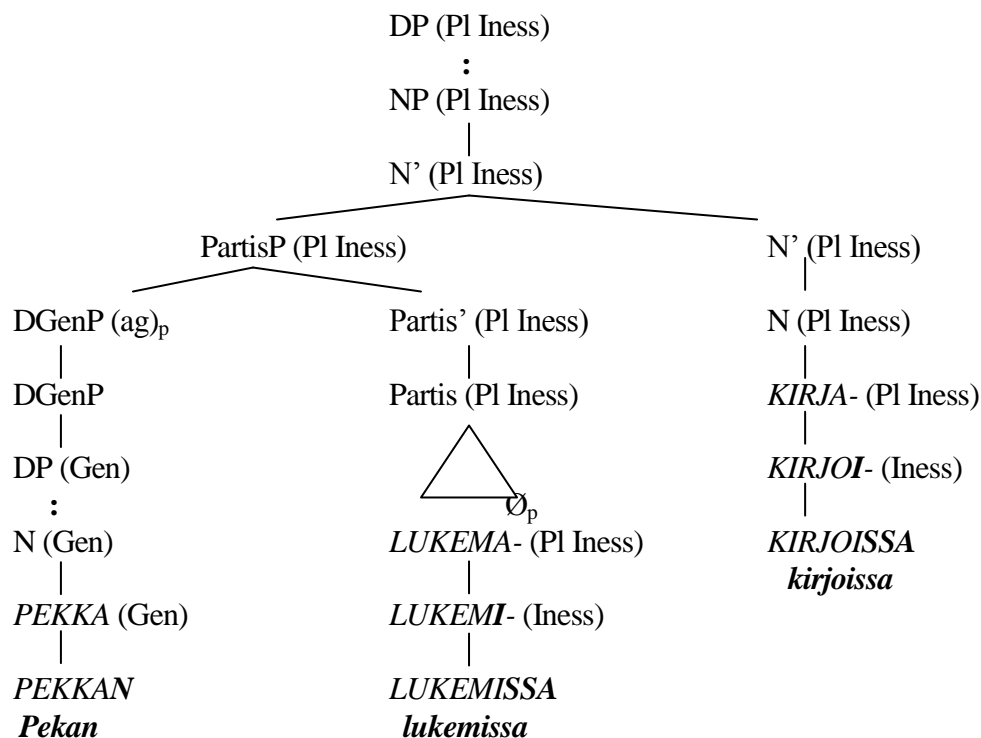 DP (Pl Iness)
:
NP (Pl Iness)
N’ (Pl Iness)
PartisP (Pl Iness) N’ (Pl Iness)
DGenP (ag)p Partis’ (Pl Iness) N (Pl Iness)
DGenP Partis (Pl Iness) KIRJA- (Pl Iness)
DP (Gen) KIRJOI- (Iness)
: Øp
N (Gen) LUKEMA- (Pl Iness) KIRJOISSA
kirjoissa
PEKKA (Gen) LUKEMI- (Iness)
PEKKAN LUKEMISSA
Pekan lukemissa